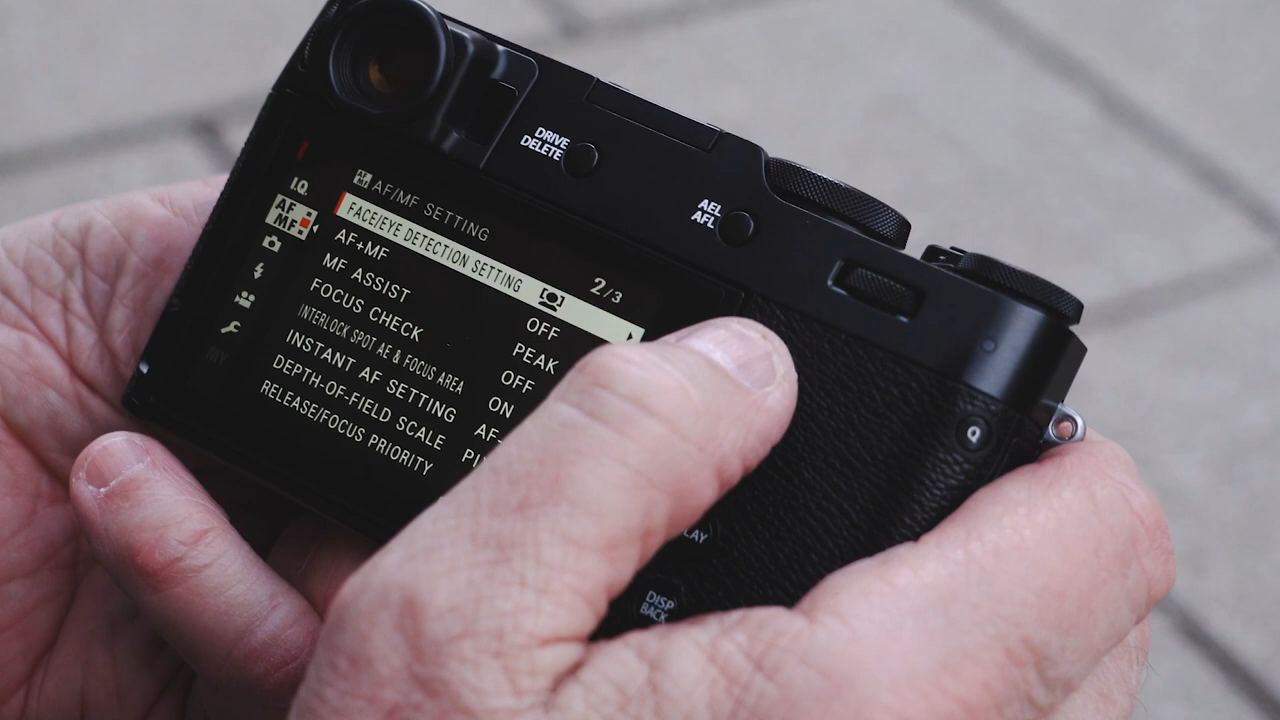 DRIVE
DELETE
AEL
AFL
I.Q.
AF
MF
AF/MF SETTING
2/3
FACE/EYE DETECTION SETTING
AF+MF OFF
MF ASSIST PEAK
FOCUS CHECK OFF
INTERLOCK SPOT AE & FOCUS AREA ON
INSTANT AF SETTING AF-
DEPTH-OF-FIELD SCALE
RELEASE/FOCUS PRIORITY
Q
LAY
DISP
BACK